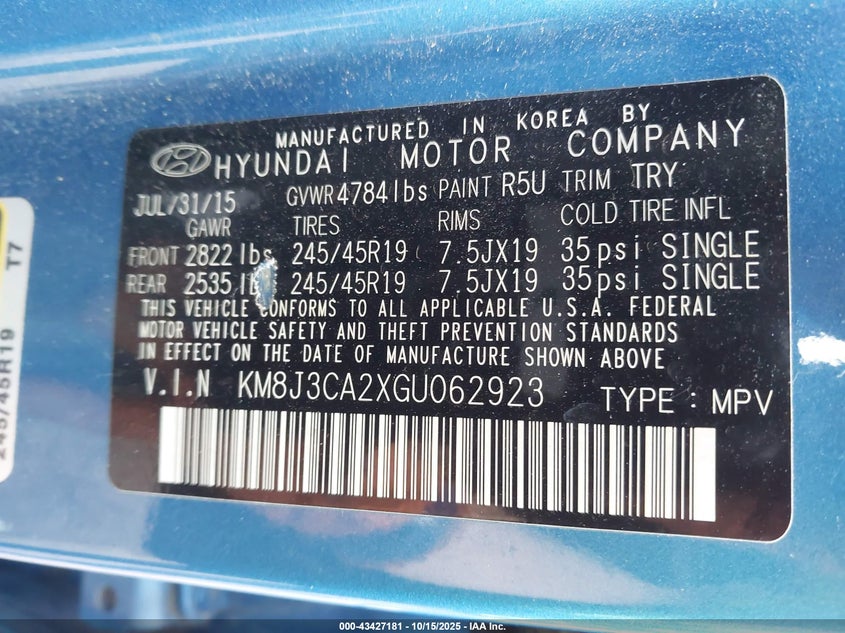 MANUFACTURED IN KOREA BY
HYUNDAI MOTOR COMPANY
JUL/31/15 GVWR 4784 lbs PAINT R5U TRIM TRY
GAWR TIRES RIMS COLD TIRE INFL
FRONT 2822 lbs 245/45R19 7.5JX19 35psi SINGLE
REAR 2535 245/45R19 7.5JX19 35psi SINGLE
THIS VEHICLE CONFORMS TO ALL APPLICABLE U.S.A. FEDERAL
MOTOR VEHICLE SAFETY AND THEFT PREVENTION STANDARDS
IN EFFECT ON THE DATE OF MANUFACTURE SHOWN ABOVE
V.I.N KM8J3CA2XGU062923 TYPE : MPV
T7
245/45R19
000-43427181 - 10/15/2025 - IAA Inc.